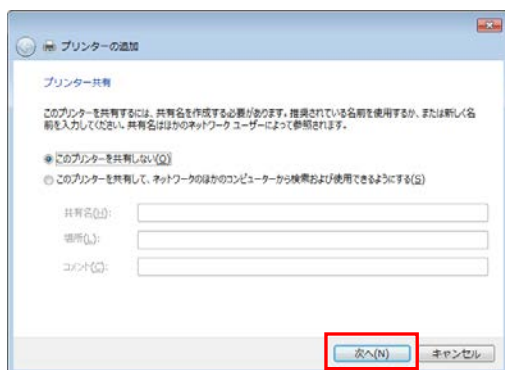 プリンターの追加
プリンター共有
このプリンターを共有するには、共有名を作成する必要があります。推奨されている名前を使用するか、または新しく名
前を入力してください。共有名はほかのネットワーク ユーザーによって参照されます。
このプリンターを共有しない(O)
このプリンターを共有して、ネットワークのほかのコンピューターから検索および使用できるようにする(S)
共有名(H):
場所(L):
コメント(C):
次へ(N)
キャンセル